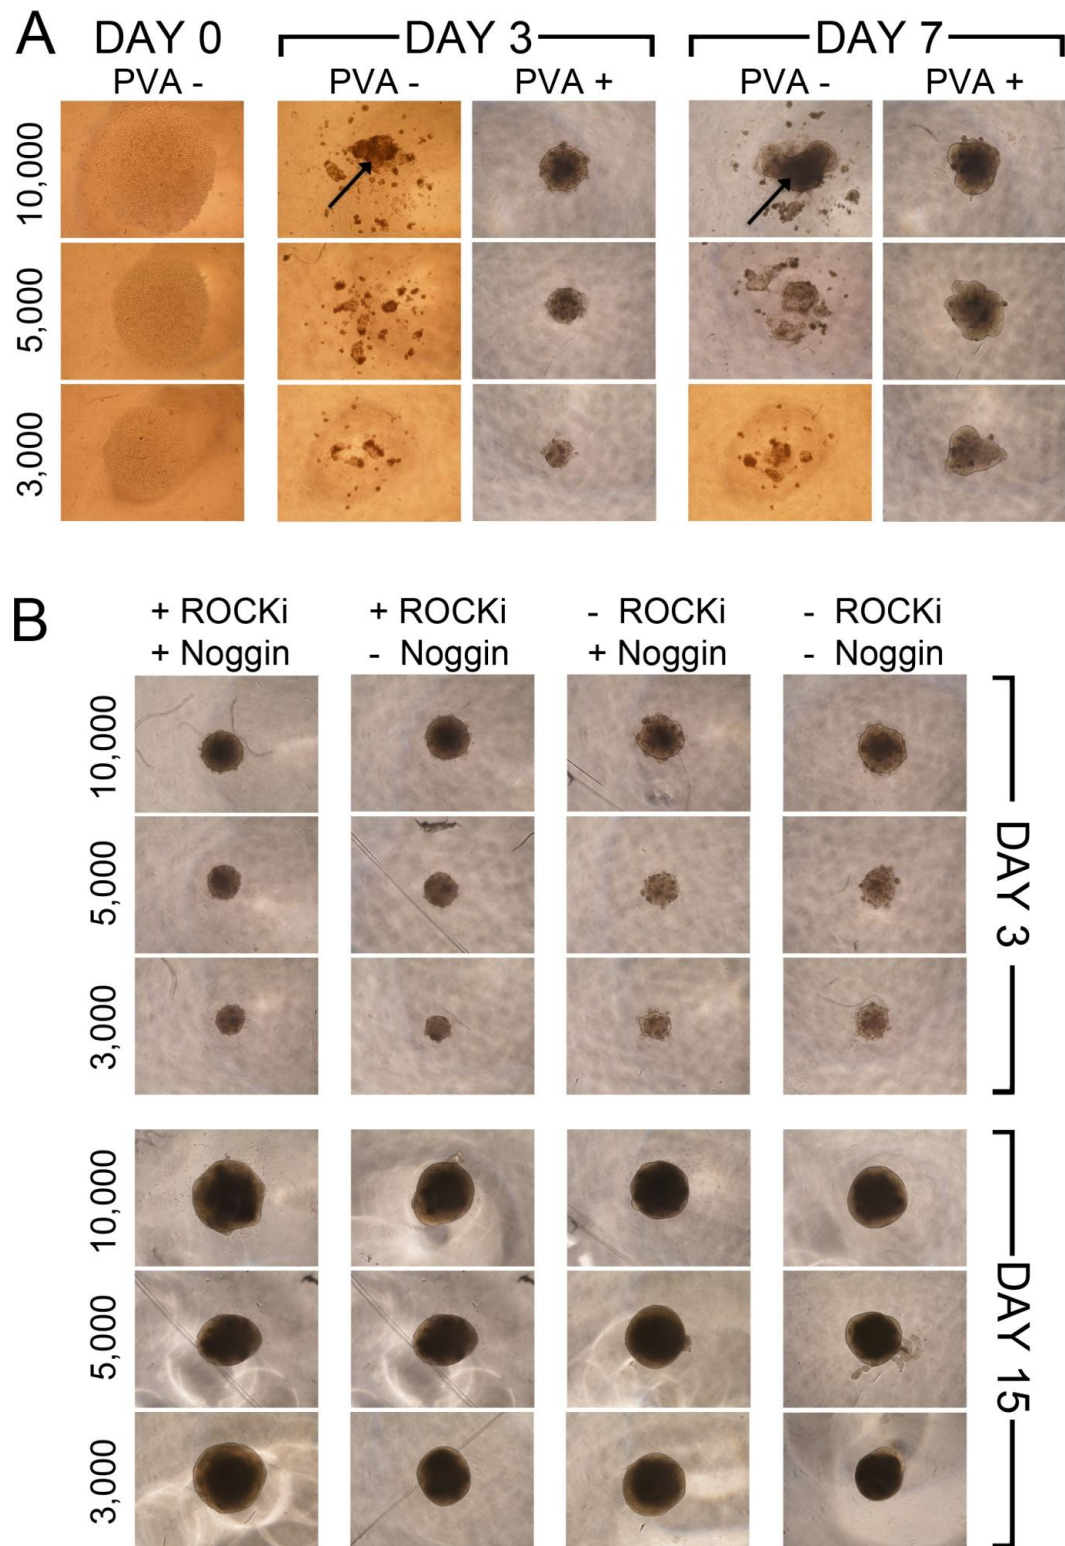 A
DAY 0
DAY 3
DAY 7
PVA -
PVA -
PVA +
PVA -
PVA +
10,000
5,000
3,000
B
+ ROCKi
+ Noggin
+ ROCKi
- Noggin
- ROCKi
+ Noggin
- ROCKi
- Noggin
10,000
5,000
3,000
DAY 3
10,000
5,000
3,000
DAY 15